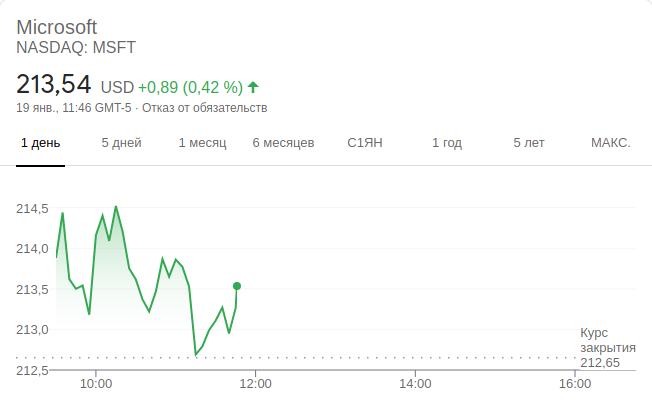 Microsoft
NASDAQ: MSFT
213,54 USD +0,89 (0,42 %)
19 янв., 11:46 GMT-5 · Отказ от обязательств
1 день 5 дней 1 месяц 6 месяцев С1ЯН 1 год 5 лет МАКС.
214,5
214,0
213,5
213,0
212,5
Курс
закрытия
212,65
10:00 12:00 14:00 16:00